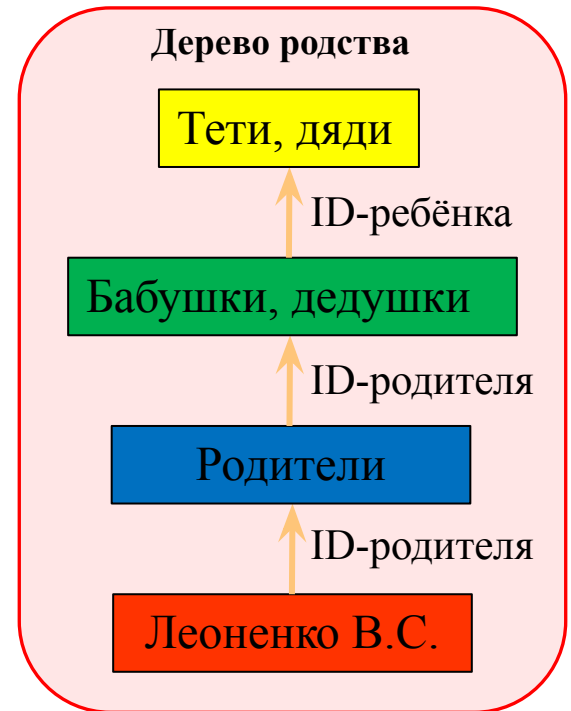 Дерево родства
Тети, дяди
ID-ребёнка
Бабушки, дедушки
ID-родителя
Родители
ID-родителя
Леоненко В.С.